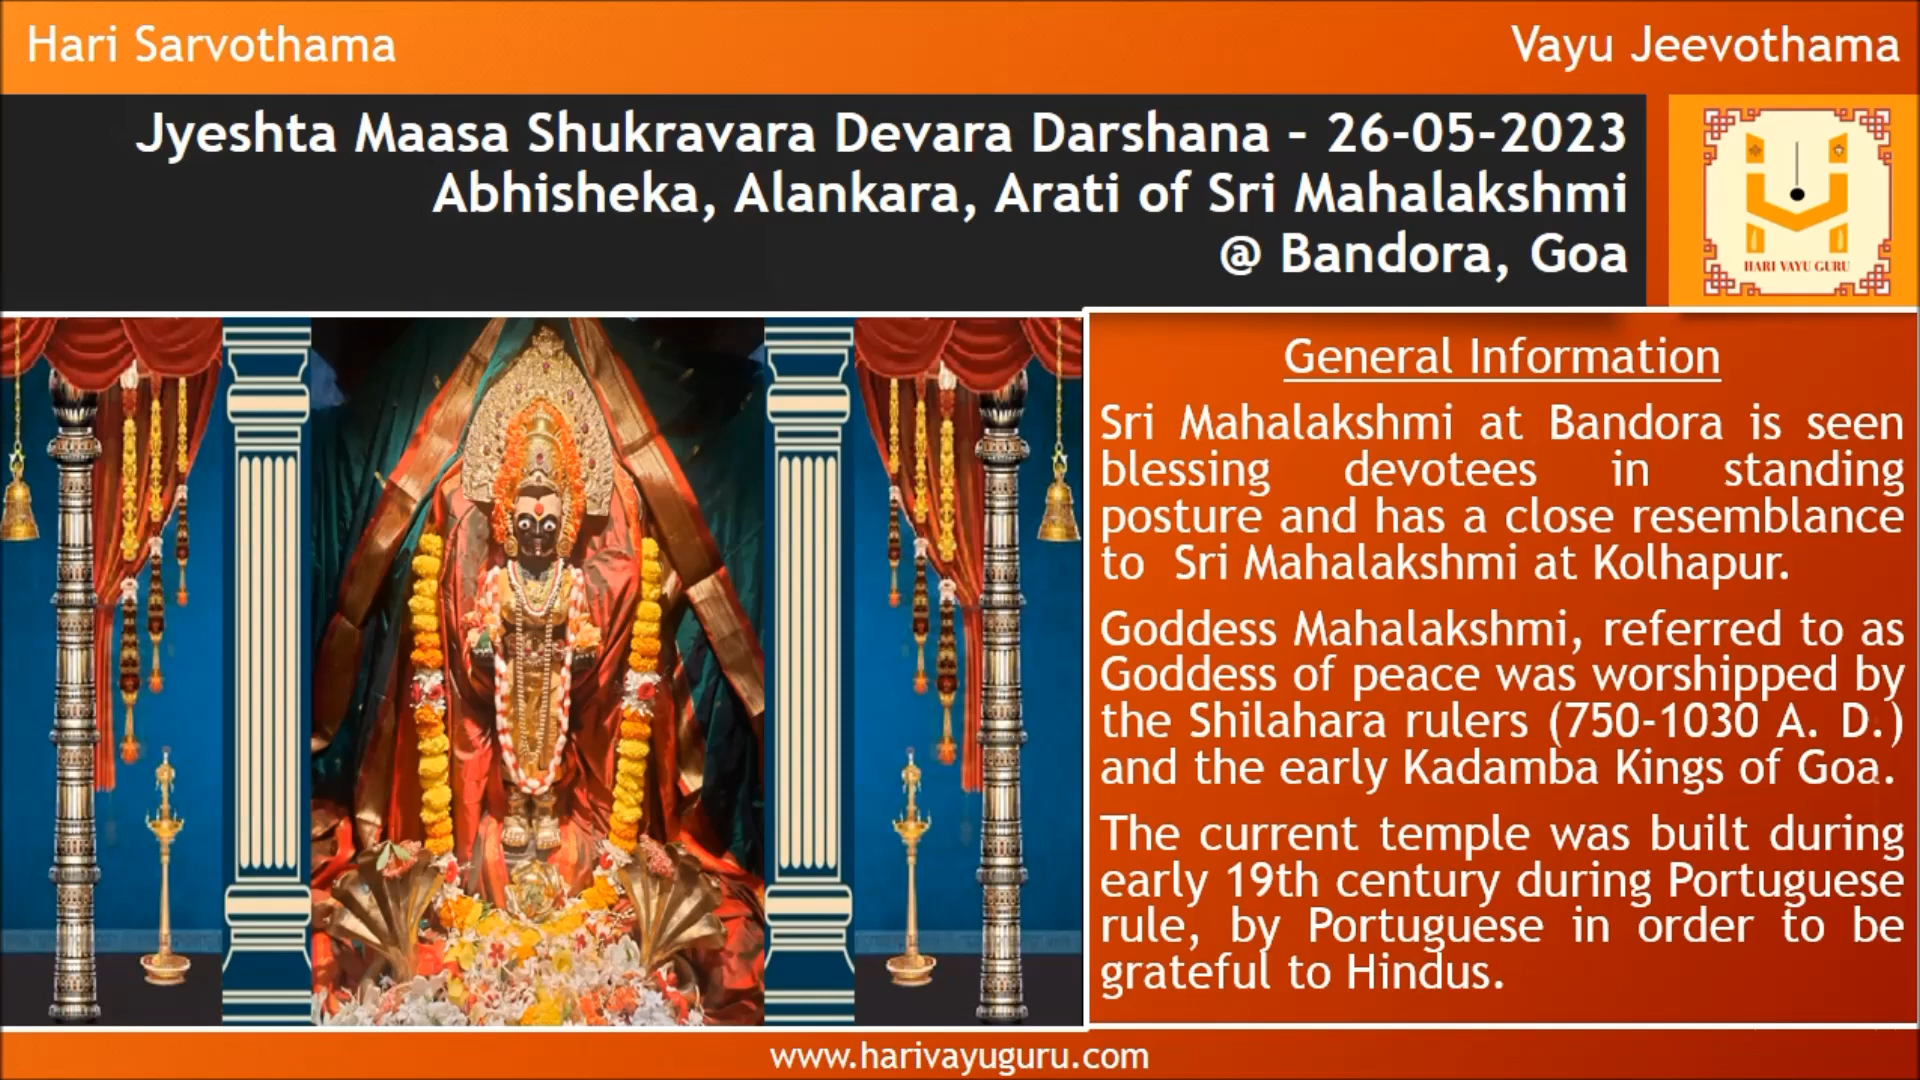 Hari Sarvothama
Vayu Jeevothama
Jyeshta Maasa Shukravara Devara Darshana – 26-05-2023
Abhisheka, Alankara, Arati of Sri Mahalakshmi
@ Bandora, Goa
HARI VAYU GURU
General Information
Sri Mahalakshmi at Bandora is seen
blessing devotees in standing
posture and has a close resemblance
to Sri Mahalakshmi at Kolhapur.
Goddess Mahalakshmi, referred to as
Goddess of peace was worshipped by
the Shilahara rulers (750-1030 A. D.)
and the early Kadamba Kings of Goa.
The current temple was built during
early 19th century during Portuguese
rule, by Portuguese in order to be
grateful to Hindus.
www.harivayuguru.com